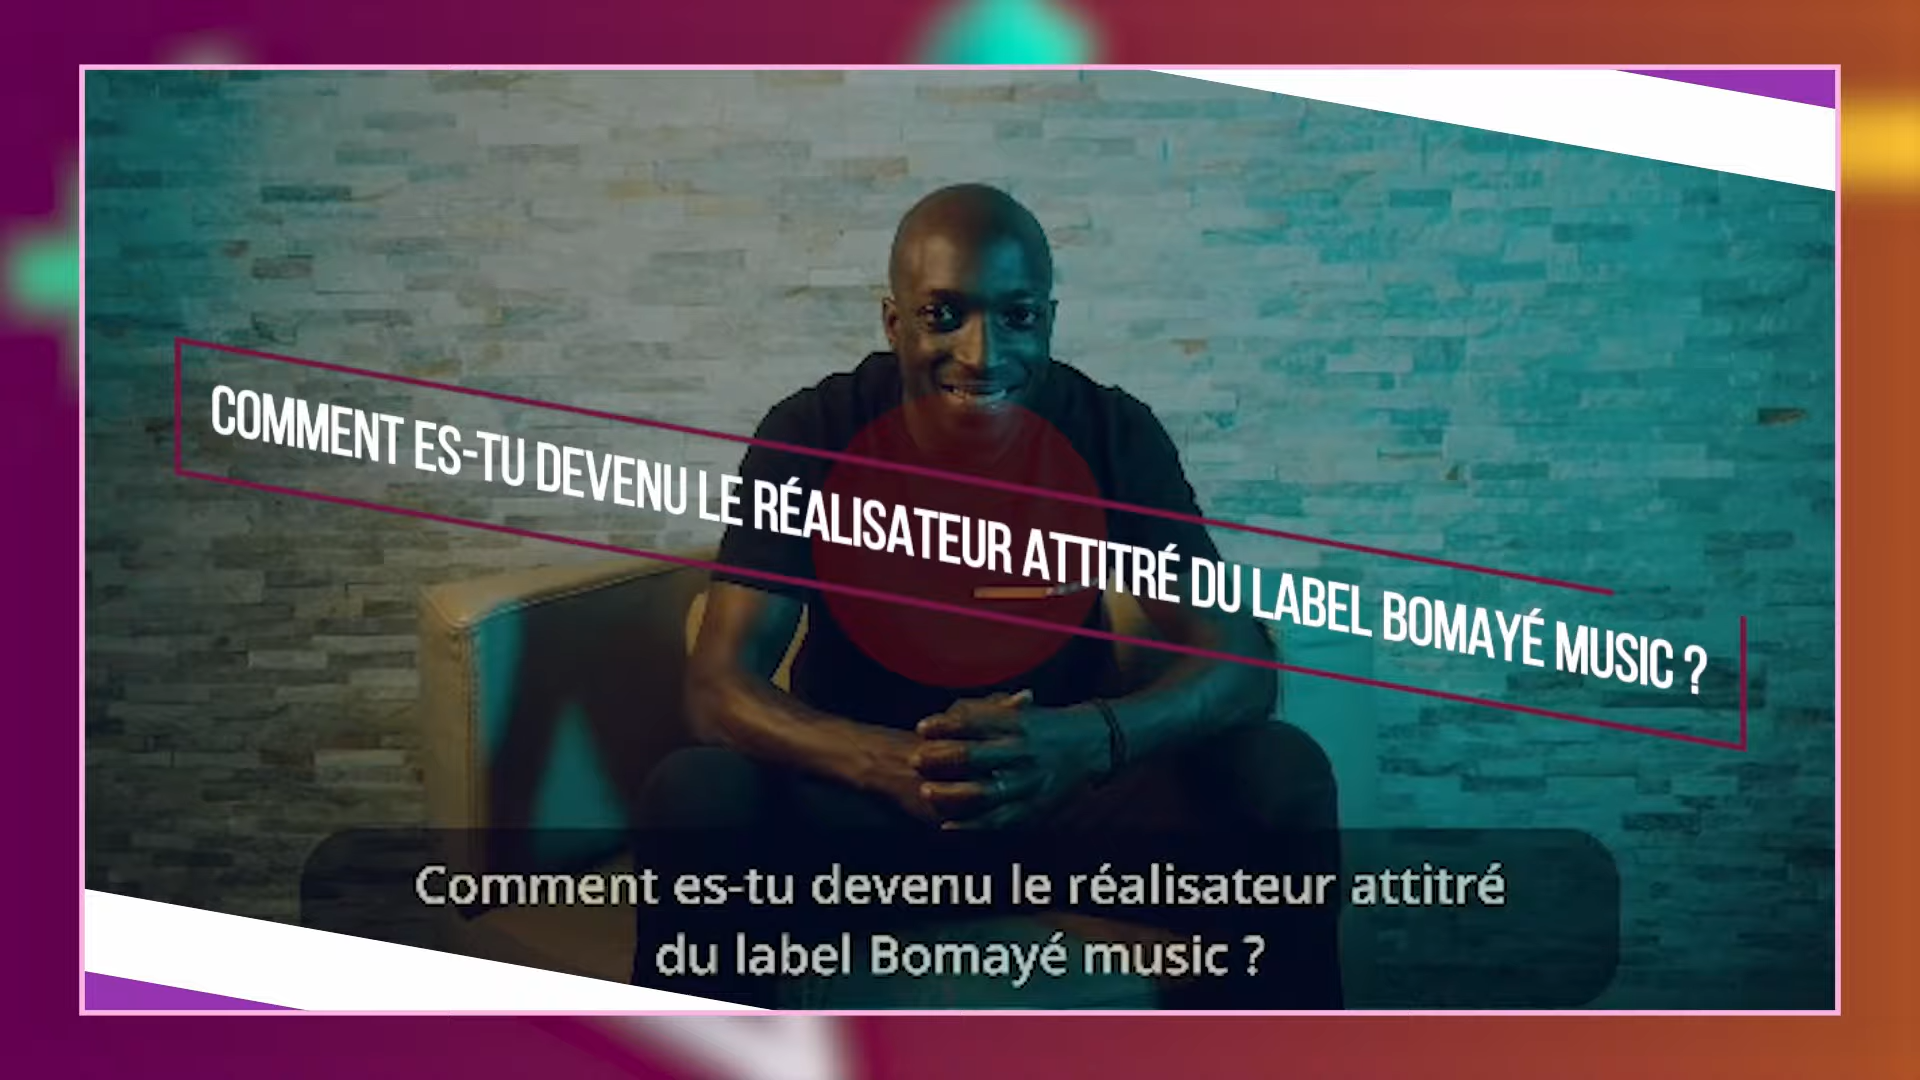 COMMENT ES-TU DEVENU LE RÉALISATEUR ATTITRÉ DU LABEL BOMAYÉ MUSIC ?
Comment es-tu devenu le réalisateur attitré
du label Bomayé music ?